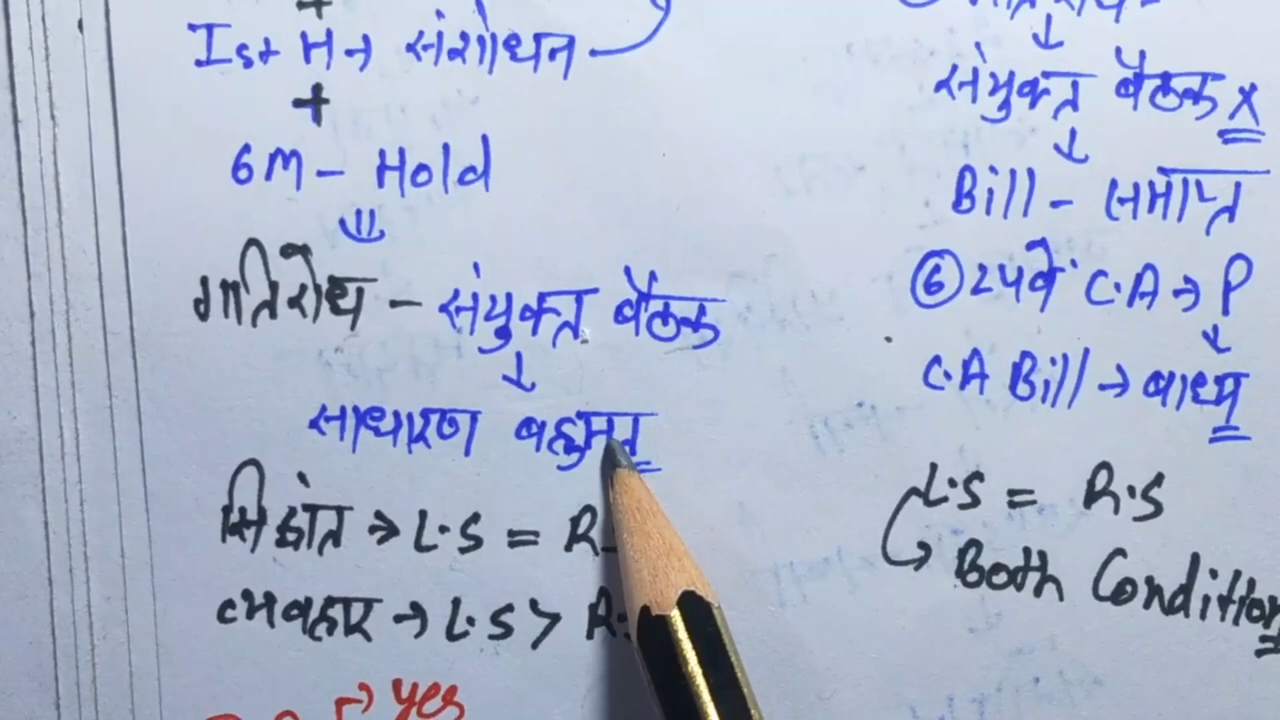 Ist H → संशोधन
+
6M - Hold
गतिरोध - संयुक्त बैठक
↓
साधारण बहुमत
सिद्धांत → L.S = R
व्यवहार → L.S > R.
→ yes
↓
संयुक्त बैठक X
↓
Bill - समाप्त
⑥ 24वें C.A → P
↓
C.A Bill → बाध्य
L.S = R.S
Both Condition